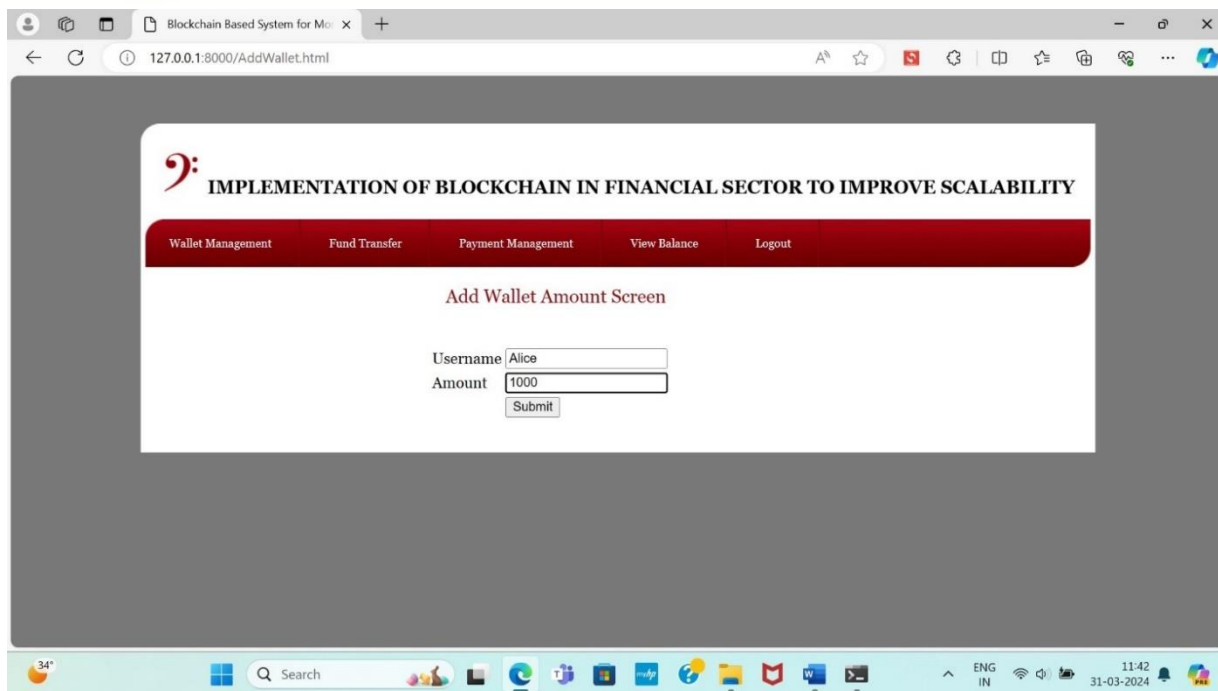 Blockchain Based System for Mo
127.0.0.1:8000/AddWallet.html
IMPLEMENTATION OF BLOCKCHAIN IN FINANCIAL SECTOR TO IMPROVE SCALABILITY
Wallet Management Fund Transfer Payment Management View Balance Logout
Add Wallet Amount Screen
Username Alice
Amount 1000
Submit
34°
Search
ENG
IN
11:42
31-03-2024